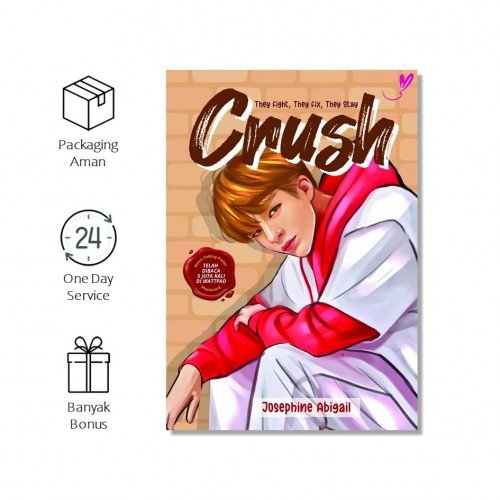 Packaging
Aman
24
One Day
Service
Banyak
Bonus
They Fight, They Fix, They Stay
Crush
TELAH
DIBACA
5 JUTA KALI
DI WATTPAD
Josephine Abigail